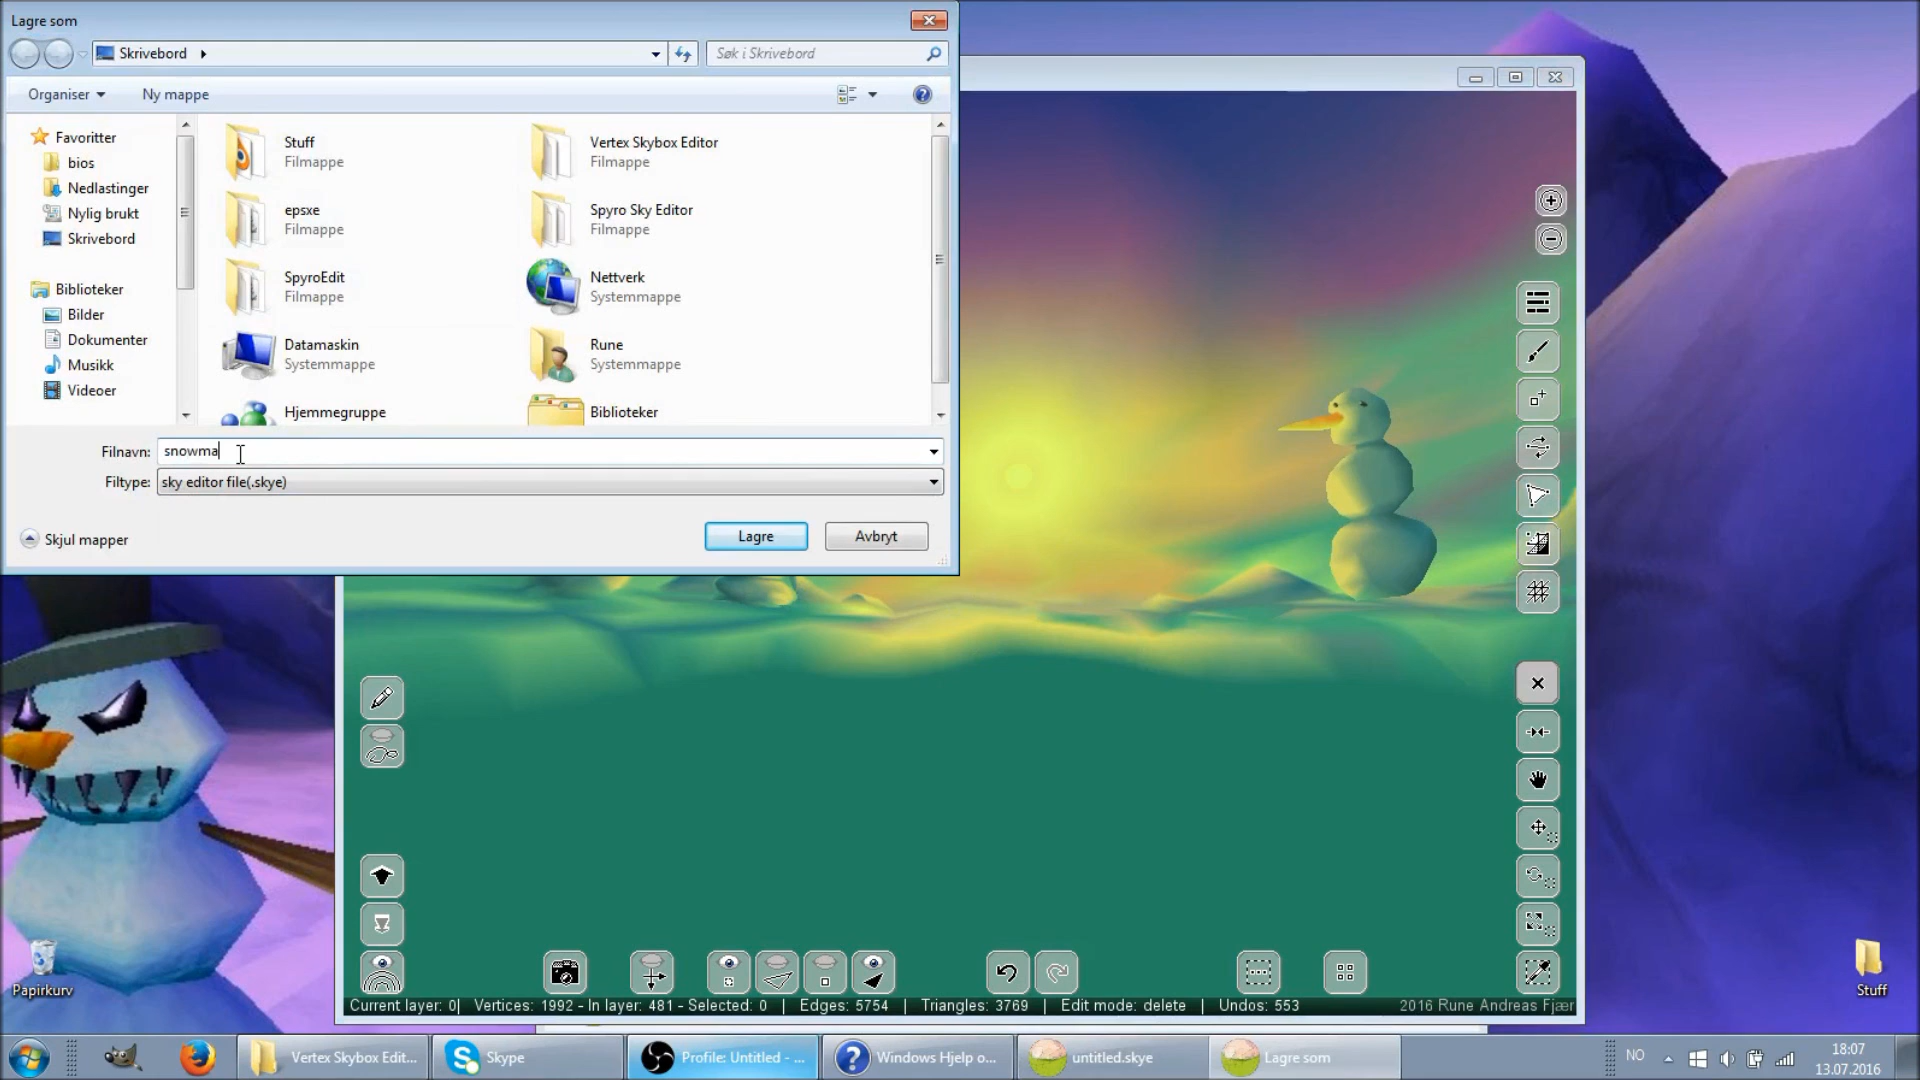 Lagre som
Skrivebord
Søk i Skrivebord
Organiser
Ny mappe
Favoritter
bios
Nedlastinger
Nylig brukt
Skrivebord
Biblioteker
Bilder
Dokumenter
Musikk
Videoer
Stuff
Filmappe
Vertex Skybox Editor
Filmappe
epsxe
Filmappe
Spyro Sky Editor
Filmappe
SpyroEdit
Filmappe
Nettverk
Systemmappe
Datamaskin
Systemmappe
Rune
Systemmappe
Hjemmegruppe
Biblioteker
Filnavn: snowma
Filtype: sky editor file(.skye)
Skjul mapper
Lagre
Avbryt
Papirkurv
Stuff
Current layer: 0| Vertices: 1992 - In layer: 481 - Selected: 0 | Edges: 5754 | Triangles: 3769 | Edit mode: delete | Undos: 553 2016 Rune Andreas Fjær
Vertex Skybox Edit...
Skype
Profile: Untitled - ...
Windows Hjelp o...
untitled.skye
Lagre som
NO
18:07
13.07.2016